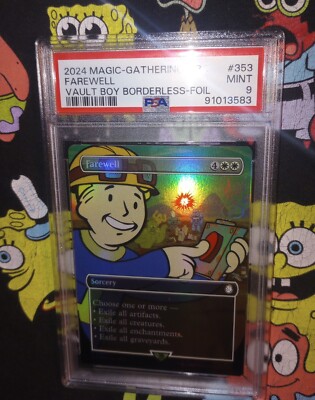 2024 MAGIC-GATHERING #353
FAREWELL MINT
VAULT BOY BORDERLESS-FOIL 9
PSA 91013583
Farewell 4
Sorcery
Choose one or more —
• Exile all artifacts.
• Exile all creatures.
• Exile all enchantments.
• Exile all graveyards.